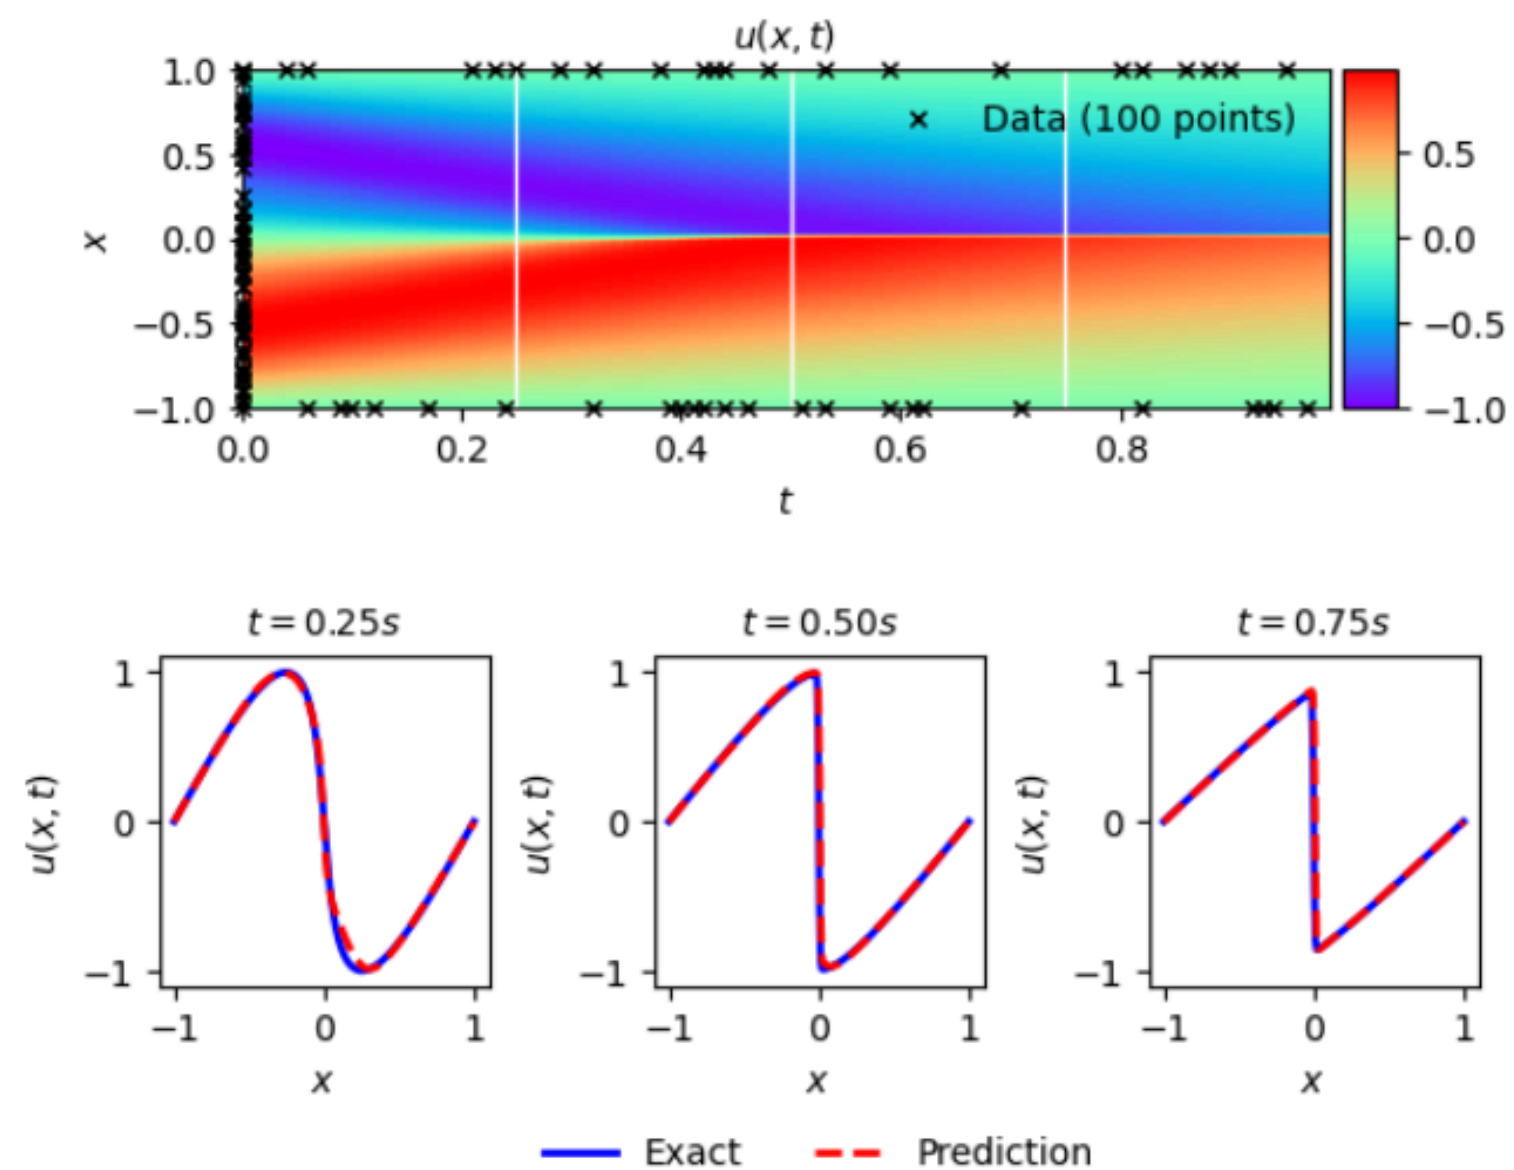 u(x, t)
1.0
0.5
0.0
−0.5
−1.0
x
Data (100 points)
0.5
0.0
−0.5
−1.0
0.0 0.2 0.4 0.6 0.8
t
t = 0.25s
t = 0.50s
t = 0.75s
1
0
−1
u(x, t)
−1 0 1
x
1
0
−1
u(x, t)
−1 0 1
x
1
0
−1
u(x, t)
−1 0 1
x
Exact
Prediction